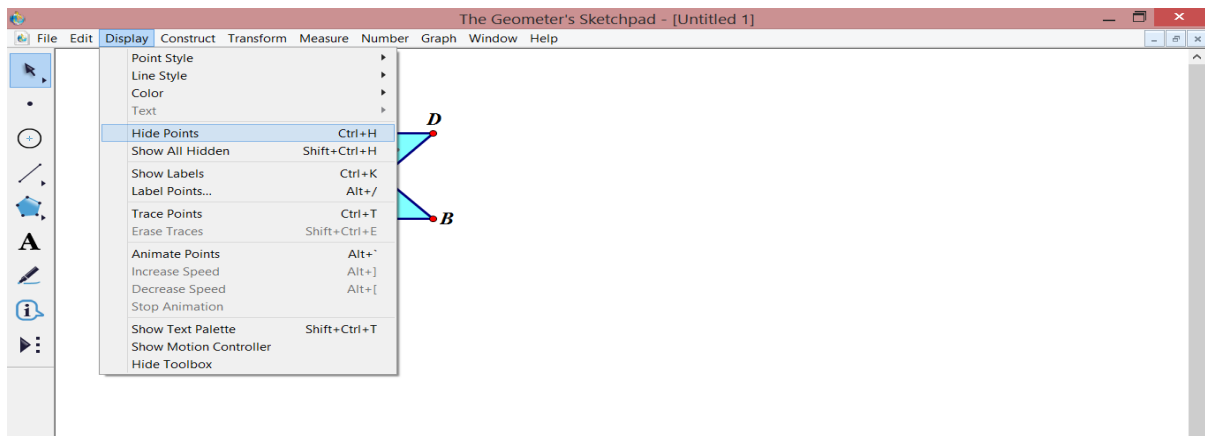 The Geometer's Sketchpad - [Untitled 1]
File Edit Display Construct Transform Measure Number Graph Window Help
Point Style
Line Style
Color
Text
Hide Points Ctrl+H
Show All Hidden Shift+Ctrl+H
Show Labels Ctrl+K
Label Points... Alt+/
Trace Points Ctrl+T
Erase Traces Shift+Ctrl+E
Animate Points Alt+`
Increase Speed Alt+]
Decrease Speed Alt+[
Stop Animation
Show Text Palette Shift+Ctrl+T
Show Motion Controller
Hide Toolbox
D
B
A